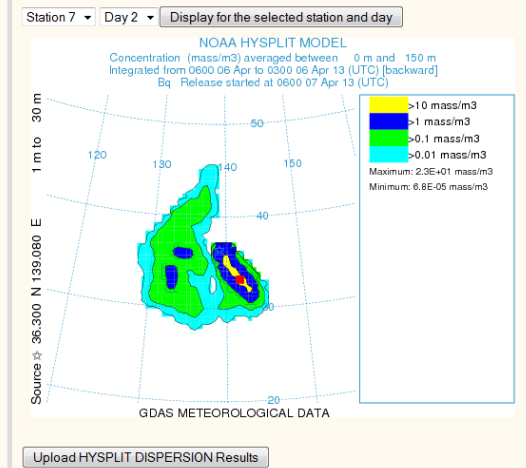 Station 7 Day 2 Display for the selected station and day
NOAA HYSPLIT MODEL
Concentration (mass/m3) averaged between 0 m and 150 m
Integrated from 0600 06 Apr to 0300 06 Apr 13 (UTC) [backward]
Bq Release started at 0600 07 Apr 13 (UTC)
Source ☆ 36.300 N 139.080 E 1 m to 30 m
120
130
140
150
50
40
30
20
>10 mass/m3
>1 mass/m3
>0.1 mass/m3
>0.01 mass/m3
Maximum: 2.3E+01 mass/m3
Minimum: 6.8E-05 mass/m3
GDAS METEOROLOGICAL DATA
Upload HYSPLIT DISPERSION Results